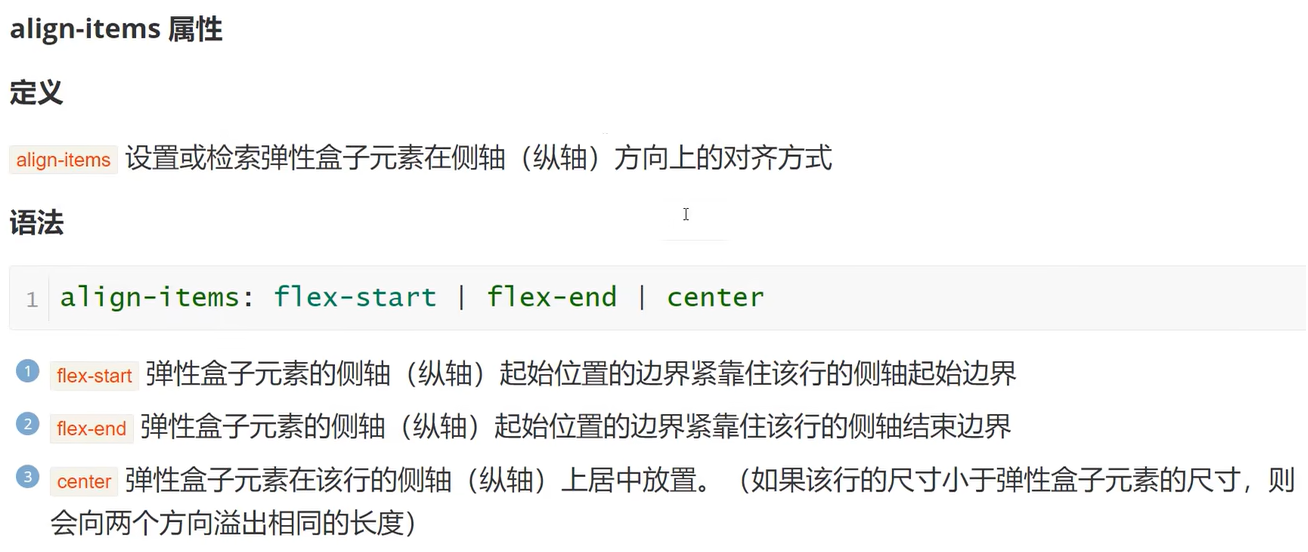 align-items 属性
定义
align-items 设置或检索弹性盒子元素在侧轴（纵轴）方向上的对齐方式
语法
1 align-items: flex-start | flex-end | center
1 flex-start 弹性盒子元素的侧轴（纵轴）起始位置的边界紧靠住该行的侧轴起始边界
2 flex-end 弹性盒子元素的侧轴（纵轴）起始位置的边界紧靠住该行的侧轴结束边界
3 center 弹性盒子元素在该行的侧轴（纵轴）上居中放置。（如果该行的尺寸小于弹性盒子元素的尺寸，则
会向两个方向溢出相同的长度）